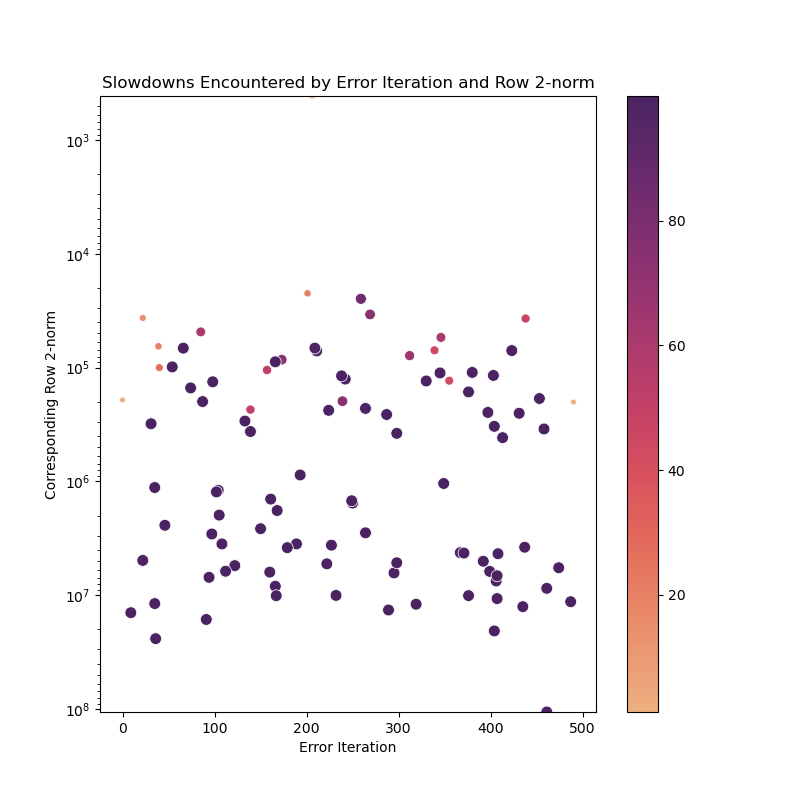 Slowdowns Encountered by Error Iteration and Row 2-norm
Corresponding Row 2-norm
10³
10⁴
10⁵
10⁶
10⁷
10⁸
0 100 200 300 400 500
Error Iteration
80
60
40
20